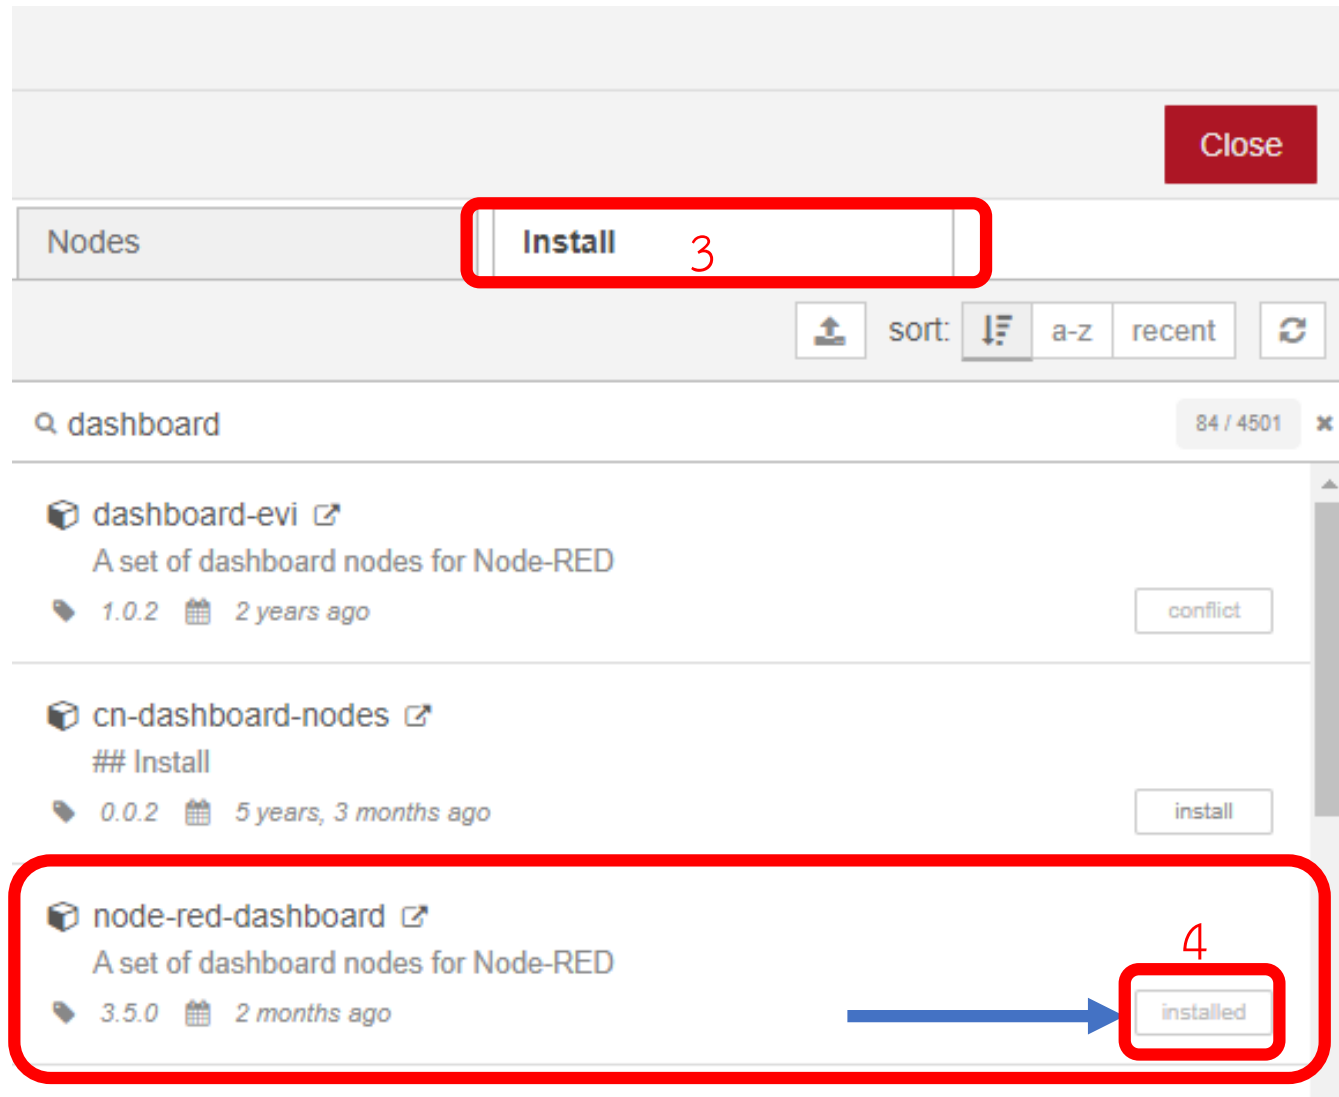 Close
Nodes
Install 3
sort: a-z recent
dashboard 84 / 4501
dashboard-evi
A set of dashboard nodes for Node-RED
1.0.2 2 years ago conflict
cn-dashboard-nodes
## Install
0.0.2 5 years, 3 months ago install
node-red-dashboard
A set of dashboard nodes for Node-RED
4
3.5.0 2 months ago installed